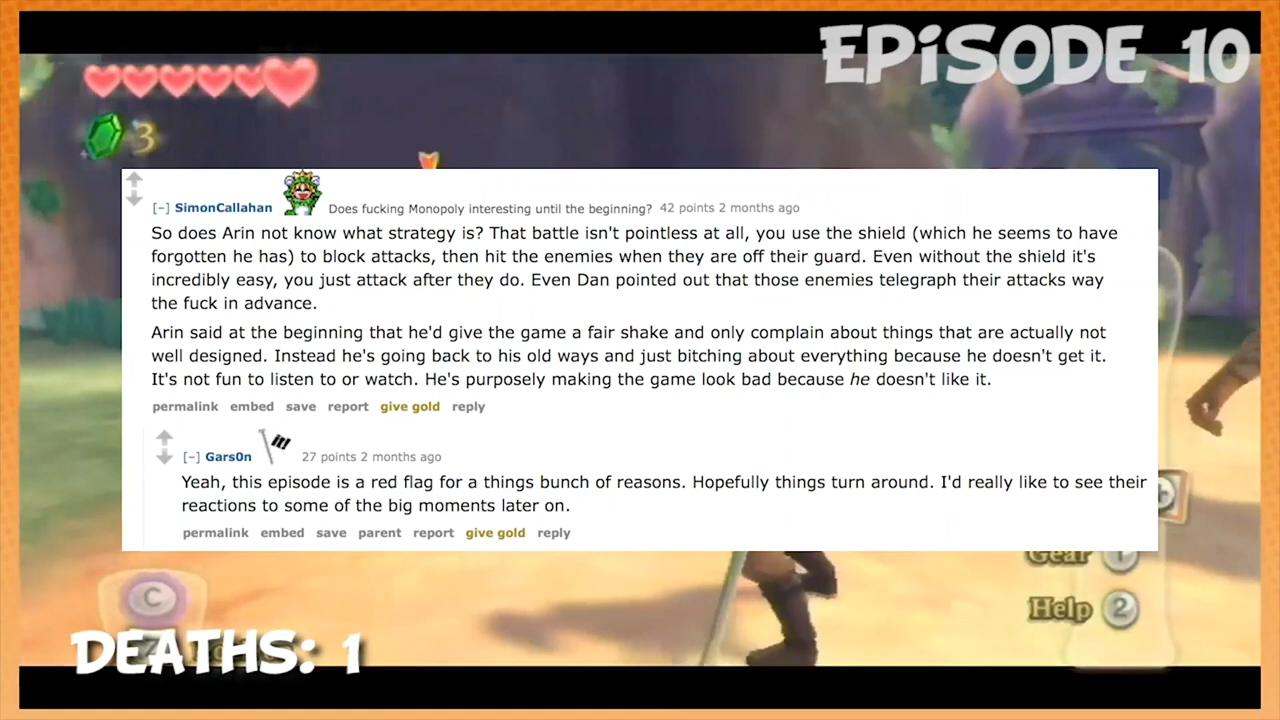 EPISODE 10
3
[–] SimonCallahan Does fucking Monopoly interesting until the beginning? 42 points 2 months ago
So does Arin not know what strategy is? That battle isn't pointless at all, you use the shield (which he seems to have
forgotten he has) to block attacks, then hit the enemies when they are off their guard. Even without the shield it's
incredibly easy, you just attack after they do. Even Dan pointed out that those enemies telegraph their attacks way
the fuck in advance.
Arin said at the beginning that he'd give the game a fair shake and only complain about things that are actually not
well designed. Instead he's going back to his old ways and just bitching about everything because he doesn't get it.
It's not fun to listen to or watch. He's purposely making the game look bad because he doesn't like it.
permalink embed save report give gold reply
[–] Gars0n it! 27 points 2 months ago
Yeah, this episode is a red flag for a things bunch of reasons. Hopefully things turn around. I'd really like to see their
reactions to some of the big moments later on.
permalink embed save parent report give gold reply
Gear 1
C
Help 2
DEATHS: 1